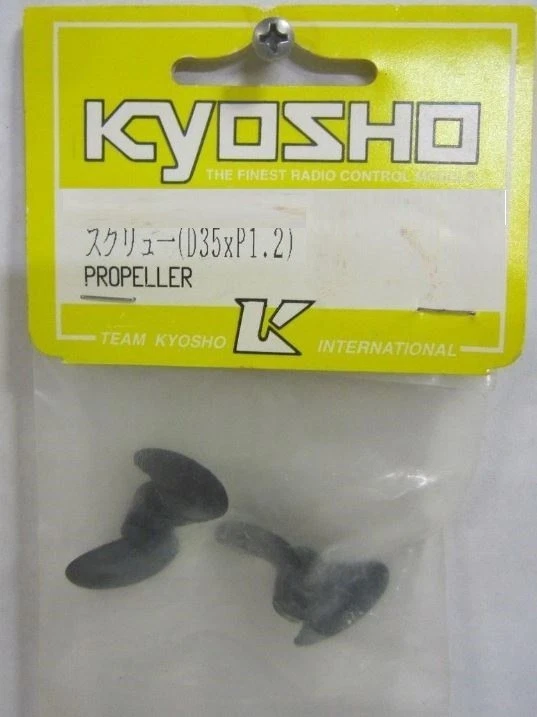 KYOSHO
THE FINEST RADIO CONTROL MODELS
スクリュー(D35xP1.2)
PROPELLER
TEAM KYOSHO K INTERNATIONAL